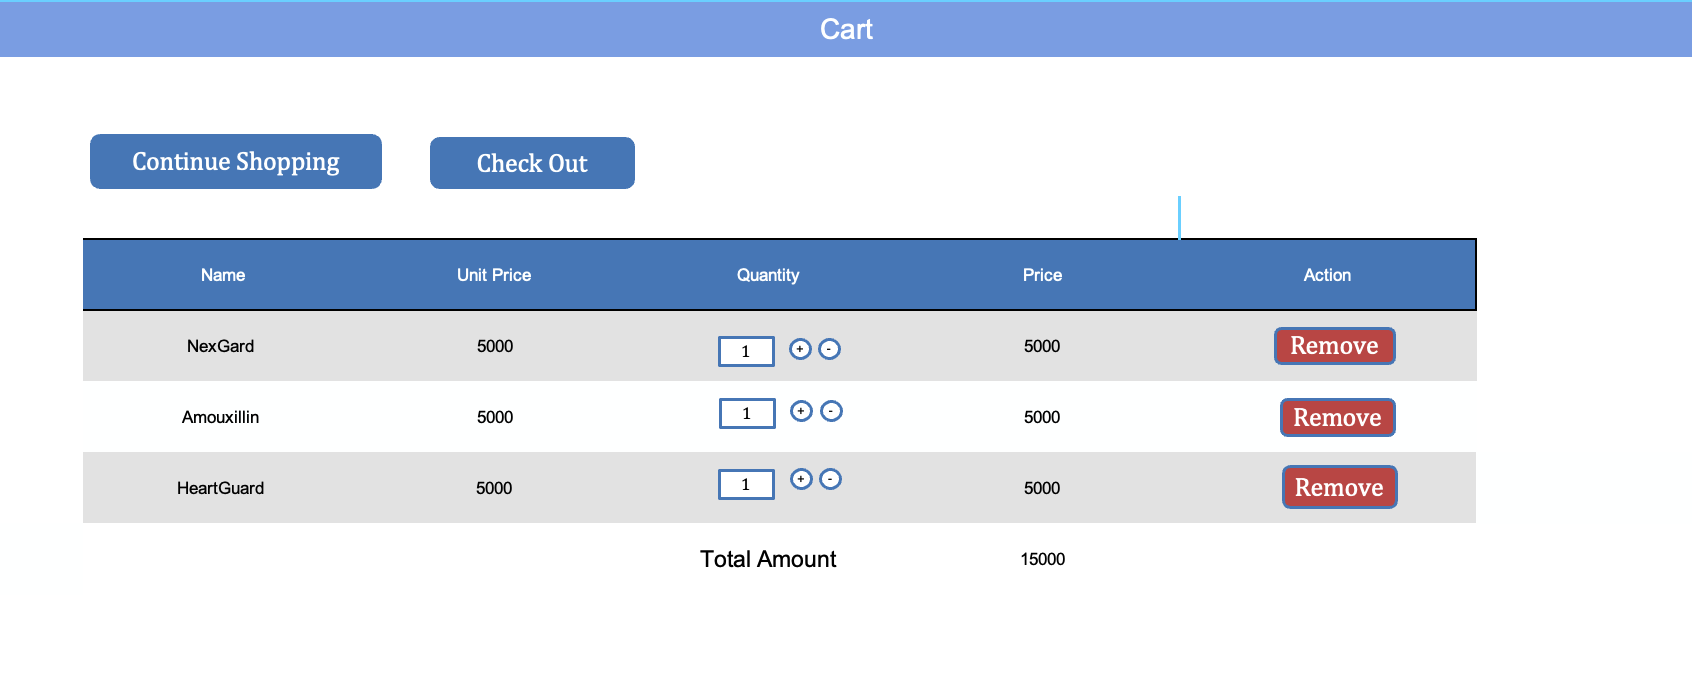 Cart
Continue Shopping Check Out
Name Unit Price Quantity Price Action
NexGard 5000 1 + - 5000 Remove
Amouxillin 5000 1 + - 5000 Remove
HeartGuard 5000 1 + - 5000 Remove
Total Amount 15000